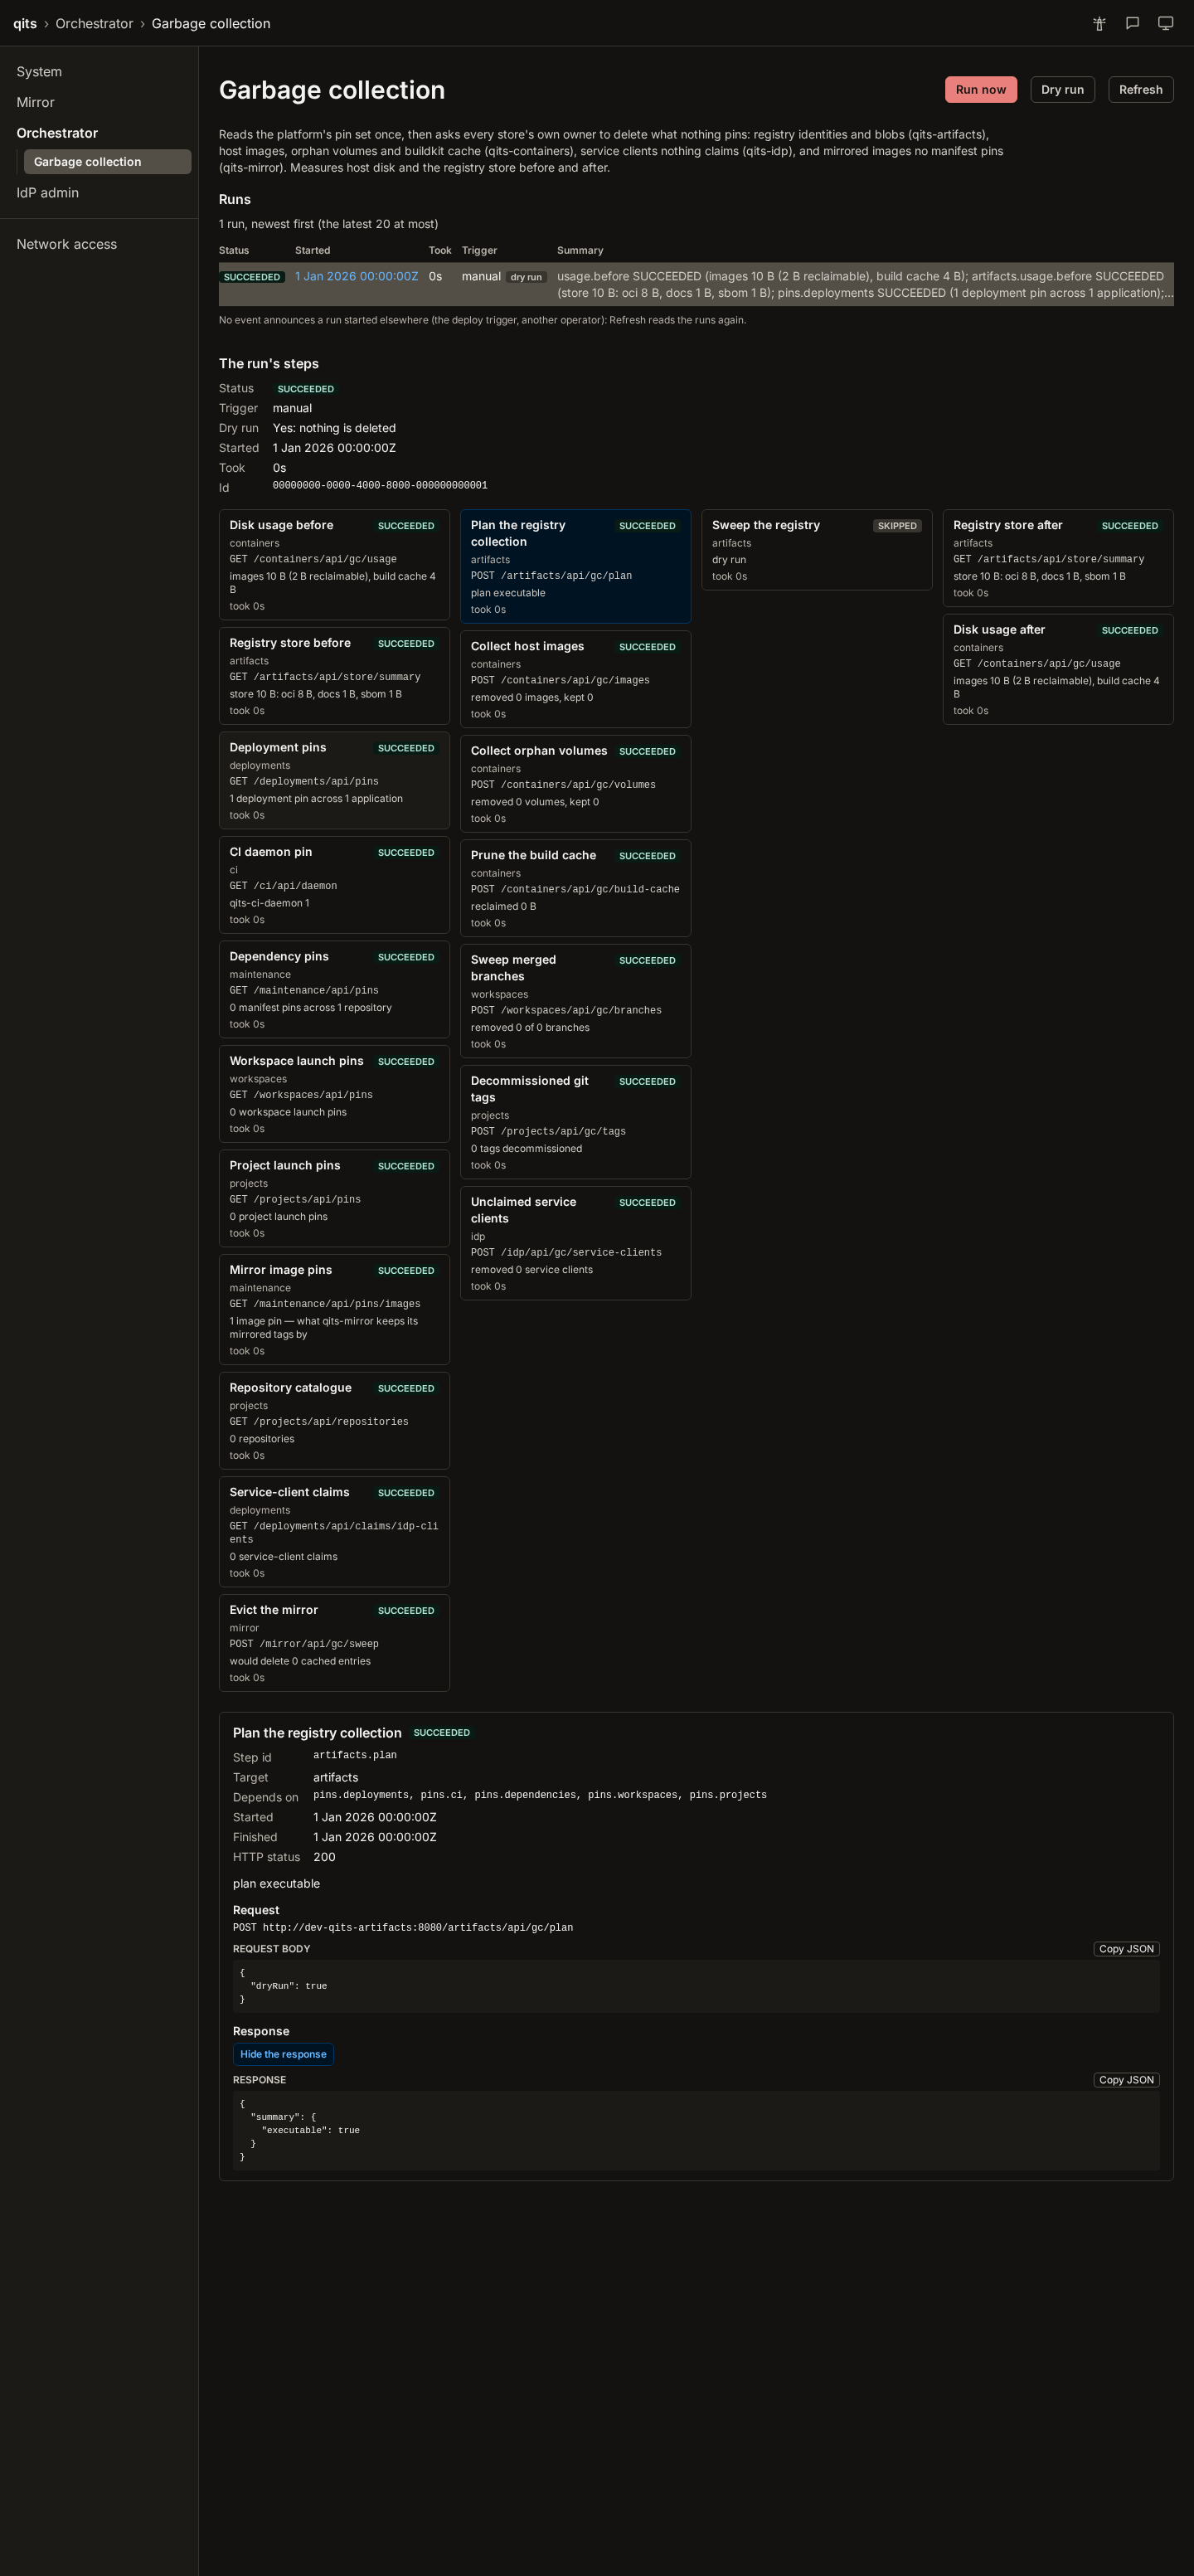 qits › Orchestrator › Garbage collection
System
Mirror
Orchestrator
Garbage collection
IdP admin
Network access
Garbage collection
Run now
Dry run
Refresh
Reads the platform's pin set once, then asks every store's own owner to delete what nothing pins: registry identities and blobs (qits-artifacts),
host images, orphan volumes and buildkit cache (qits-containers), service clients nothing claims (qits-idp), and mirrored images no manifest pins
(qits-mirror). Measures host disk and the registry store before and after.
Runs
1 run, newest first (the latest 20 at most)
Status Started Took Trigger Summary
SUCCEEDED 1 Jan 2026 00:00:00Z 0s manual dry run usage.before SUCCEEDED (images 10 B (2 B reclaimable), build cache 4 B); artifacts.usage.before SUCCEEDED
(store 10 B: oci 8 B, docs 1 B, sbom 1 B); pins.deployments SUCCEEDED (1 deployment pin across 1 application);...
No event announces a run started elsewhere (the deploy trigger, another operator): Refresh reads the runs again.
The run's steps
Status SUCCEEDED
Trigger manual
Dry run Yes: nothing is deleted
Started 1 Jan 2026 00:00:00Z
Took 0s
Id 00000000-0000-4000-8000-000000000001
Disk usage before SUCCEEDED
containers
GET /containers/api/gc/usage
images 10 B (2 B reclaimable), build cache 4
B
took 0s
Registry store before SUCCEEDED
artifacts
GET /artifacts/api/store/summary
store 10 B: oci 8 B, docs 1 B, sbom 1 B
took 0s
Deployment pins SUCCEEDED
deployments
GET /deployments/api/pins
1 deployment pin across 1 application
took 0s
CI daemon pin SUCCEEDED
ci
GET /ci/api/daemon
qits-ci-daemon 1
took 0s
Dependency pins SUCCEEDED
maintenance
GET /maintenance/api/pins
0 manifest pins across 1 repository
took 0s
Workspace launch pins SUCCEEDED
workspaces
GET /workspaces/api/pins
0 workspace launch pins
took 0s
Project launch pins SUCCEEDED
projects
GET /projects/api/pins
0 project launch pins
took 0s
Mirror image pins SUCCEEDED
maintenance
GET /maintenance/api/pins/images
1 image pin — what qits-mirror keeps its
mirrored tags by
took 0s
Repository catalogue SUCCEEDED
projects
GET /projects/api/repositories
0 repositories
took 0s
Service-client claims SUCCEEDED
deployments
GET /deployments/api/claims/idp-cli
ents
0 service-client claims
took 0s
Evict the mirror SUCCEEDED
mirror
POST /mirror/api/gc/sweep
would delete 0 cached entries
took 0s
Plan the registry SUCCEEDED
collection
artifacts
POST /artifacts/api/gc/plan
plan executable
took 0s
Collect host images SUCCEEDED
containers
POST /containers/api/gc/images
removed 0 images, kept 0
took 0s
Collect orphan volumes SUCCEEDED
containers
POST /containers/api/gc/volumes
removed 0 volumes, kept 0
took 0s
Prune the build cache SUCCEEDED
containers
POST /containers/api/gc/build-cache
reclaimed 0 B
took 0s
Sweep merged SUCCEEDED
branches
workspaces
POST /workspaces/api/gc/branches
removed 0 of 0 branches
took 0s
Decommissioned git SUCCEEDED
tags
projects
POST /projects/api/gc/tags
0 tags decommissioned
took 0s
Unclaimed service SUCCEEDED
clients
idp
POST /idp/api/gc/service-clients
removed 0 service clients
took 0s
Sweep the registry SKIPPED
artifacts
dry run
took 0s
Registry store after SUCCEEDED
artifacts
GET /artifacts/api/store/summary
store 10 B: oci 8 B, docs 1 B, sbom 1 B
took 0s
Disk usage after SUCCEEDED
containers
GET /containers/api/gc/usage
images 10 B (2 B reclaimable), build cache 4
B
took 0s
Plan the registry collection SUCCEEDED
Step id artifacts.plan
Target artifacts
Depends on pins.deployments, pins.ci, pins.dependencies, pins.workspaces, pins.projects
Started 1 Jan 2026 00:00:00Z
Finished 1 Jan 2026 00:00:00Z
HTTP status 200
plan executable
Request
POST http://dev-qits-artifacts:8080/artifacts/api/gc/plan
REQUEST BODY Copy JSON
{
"dryRun": true
}
Response
Hide the response
RESPONSE Copy JSON
{
"summary": {
"executable": true
}
}